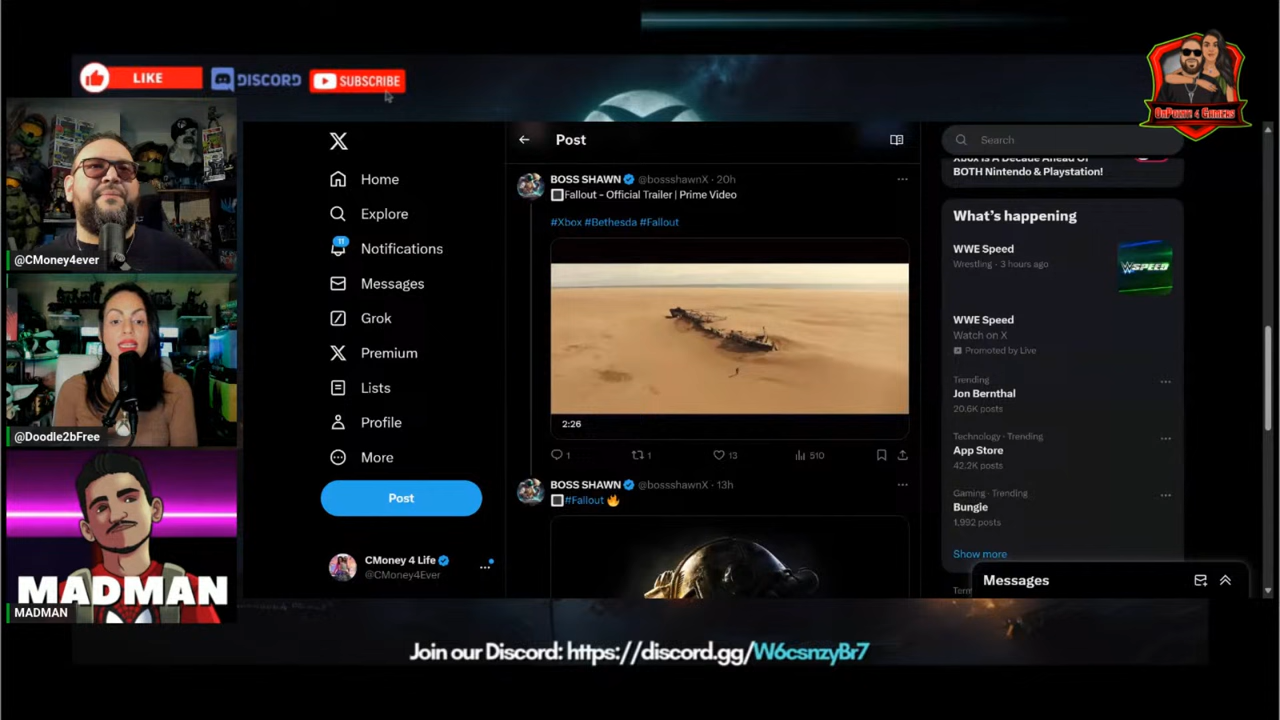 LIKE
DISCORD
SUBSCRIBE
OnPoint 4 Gamers
@CMoney4ever
@Doodle2bFree
MADMAN
MADMAN
Home
Explore
11
Notifications
Messages
Grok
Premium
Lists
Profile
More
Post
CMoney 4 Life
@CMoney4Ever
Post
BOSS SHAWN @bossshawnX · 20h
Fallout - Official Trailer | Prime Video
#Xbox #Bethesda #Fallout
2:26
1
1
13
510
BOSS SHAWN @bossshawnX · 13h
#Fallout
Search
Xbox Is A Decade Ahead Of
BOTH Nintendo & Playstation!
What's happening
WWE Speed
Wrestling · 3 hours ago
SPEED
WWE Speed
Watch on X
Promoted by Live
Trending
Jon Bernthal
20.6K posts
Technology · Trending
App Store
42.2K posts
Gaming · Trending
Bungie
1,992 posts
Show more
Messages
Join our Discord: https://discord.gg/W6csnzyBr7